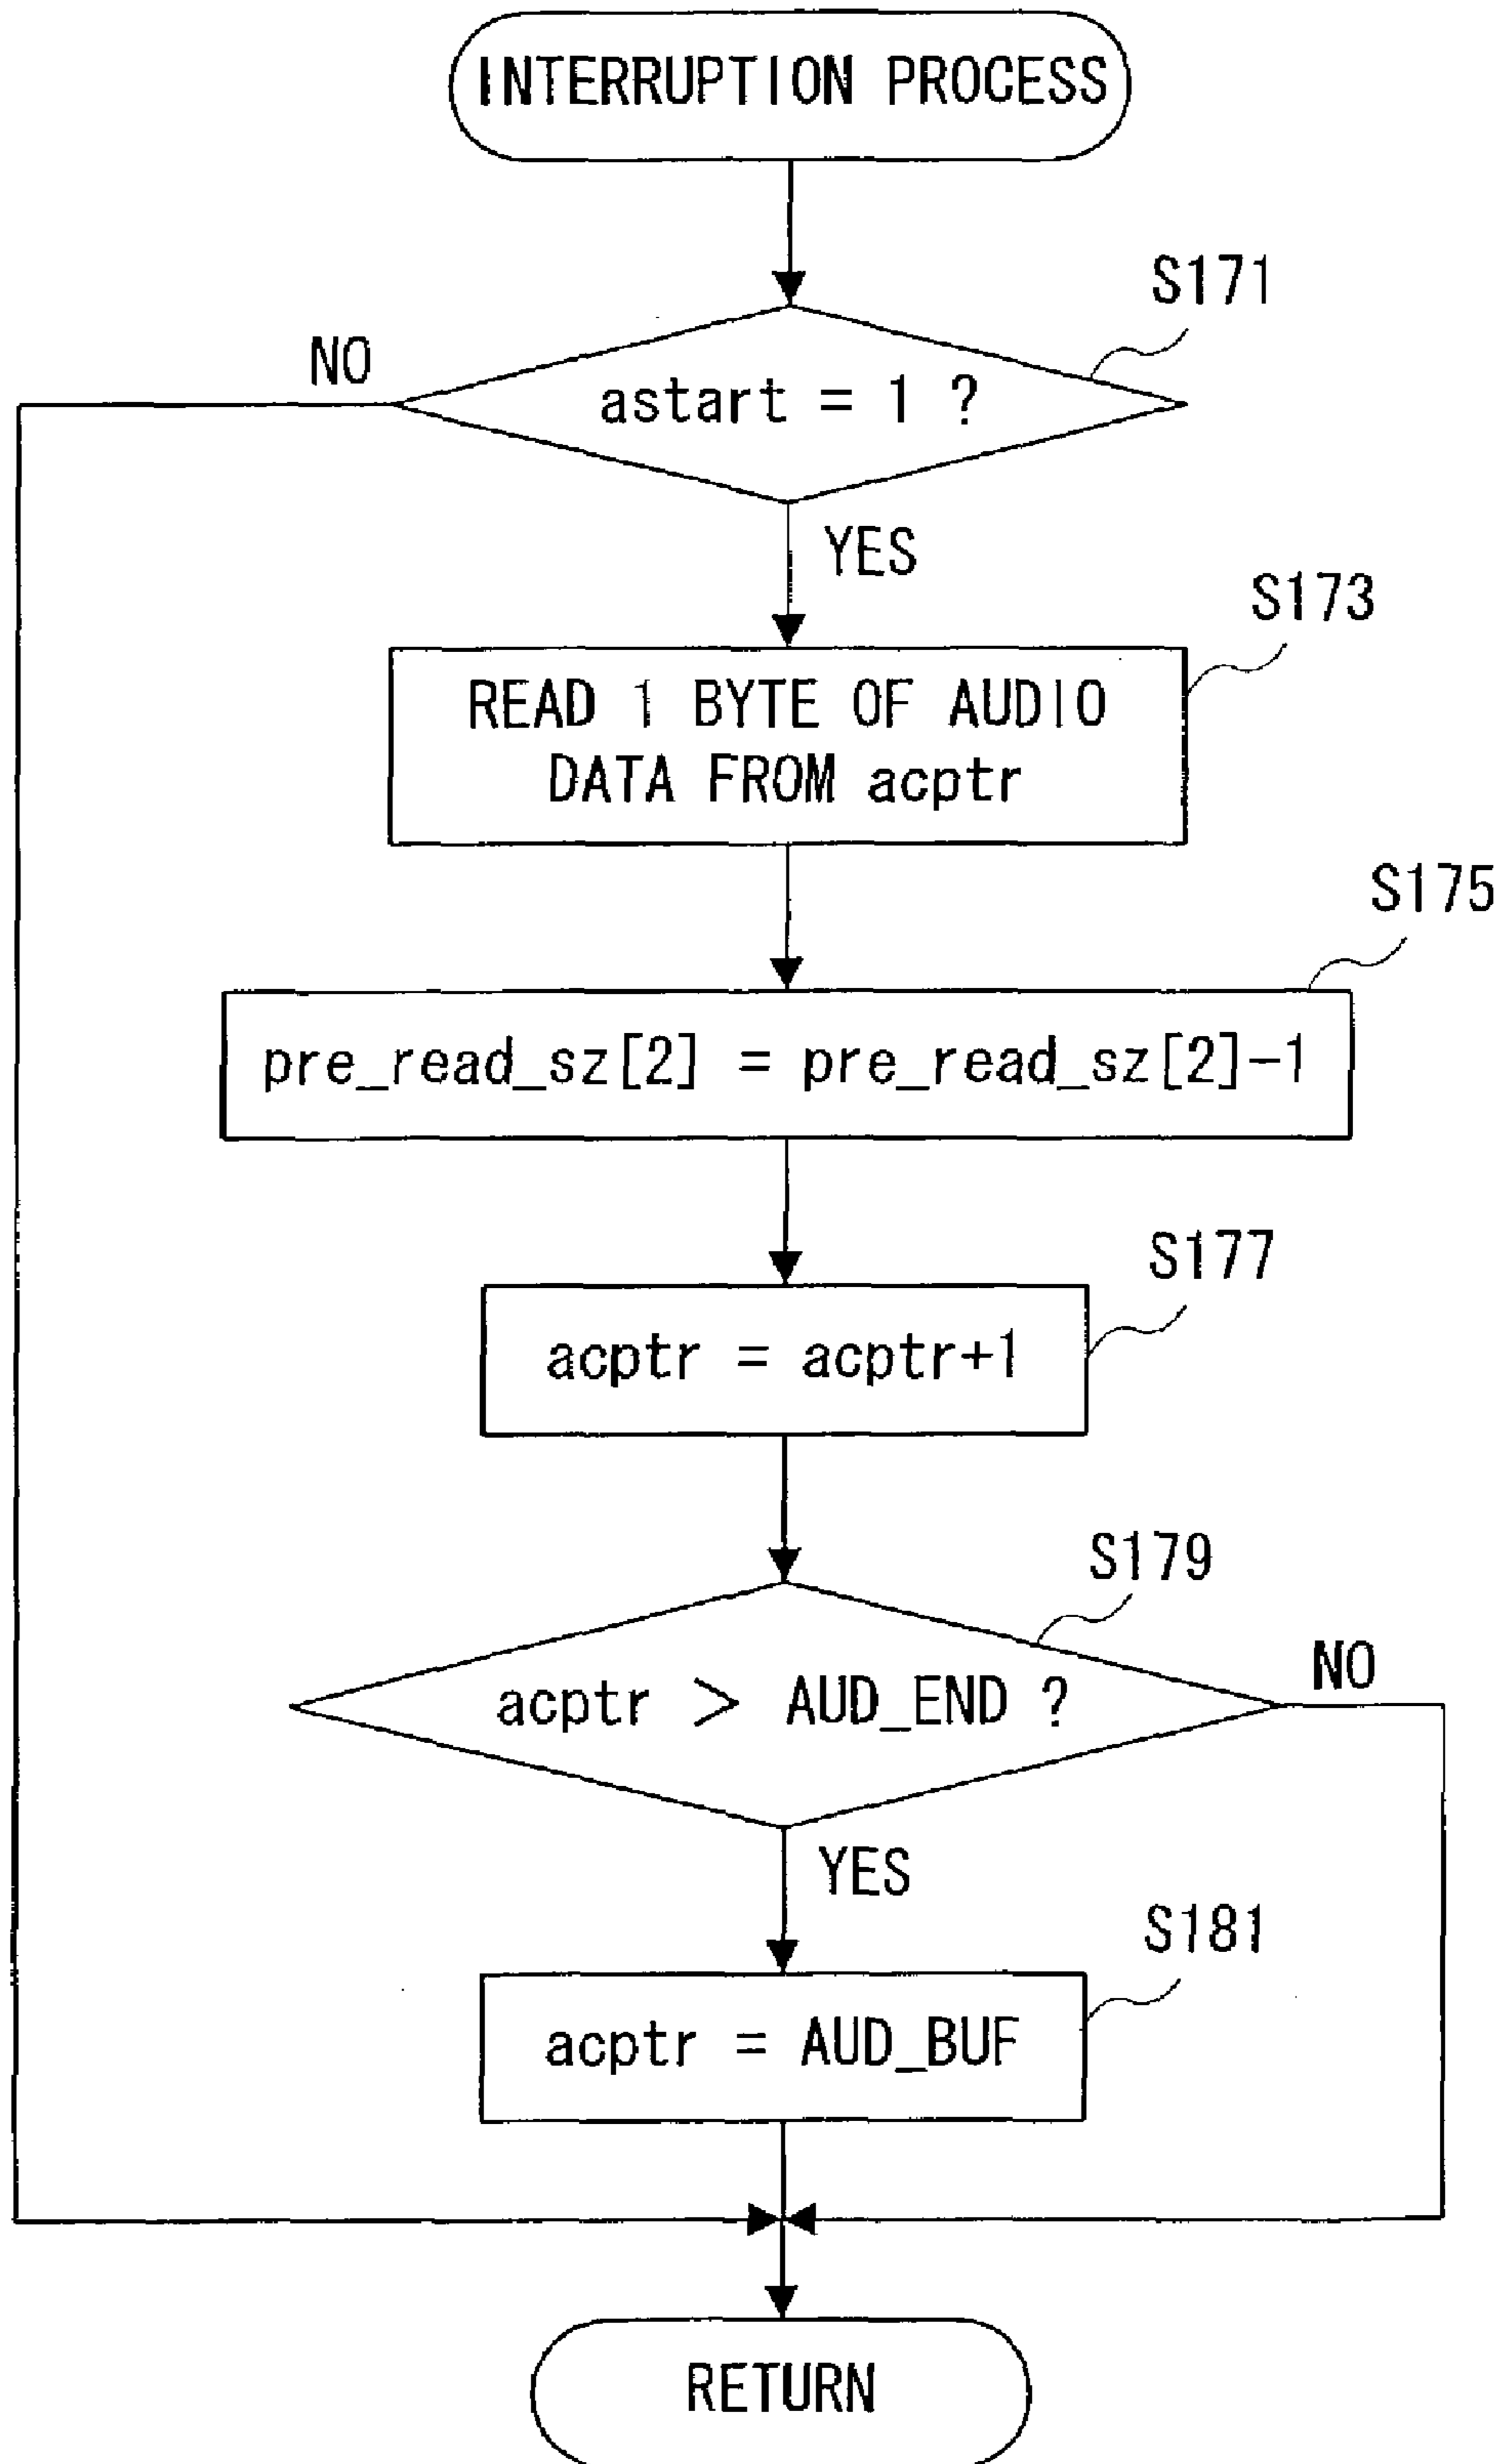 INTERRUPTION PROCESS
S171
NO
astart = 1 ?
YES
S173
READ 1 BYTE OF AUDIO
DATA FROM acptr
S175
pre_read_sz[2] = pre_read_sz[2]-1
S177
acptr = acptr+1
S179
NO
acptr > AUD_END ?
YES
S181
acptr = AUD_BUF
RETURN